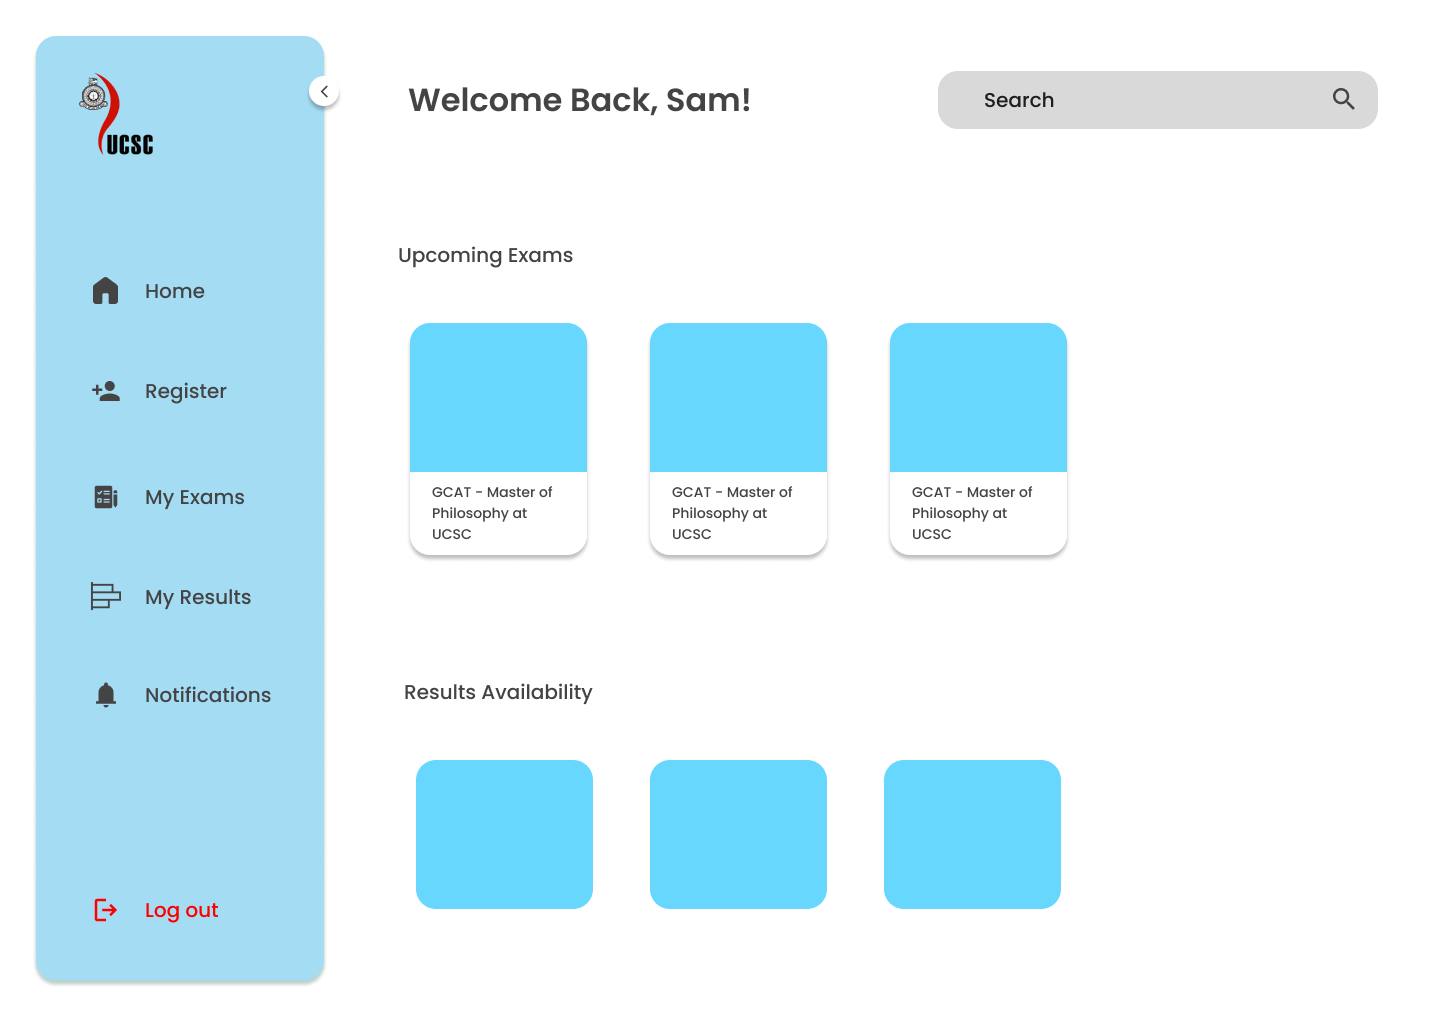 UCSC
Home
Register
My Exams
My Results
Notifications
Log out
Welcome Back, Sam!
Search
Upcoming Exams
GCAT - Master of
Philosophy at
UCSC
GCAT - Master of
Philosophy at
UCSC
GCAT - Master of
Philosophy at
UCSC
Results Availability